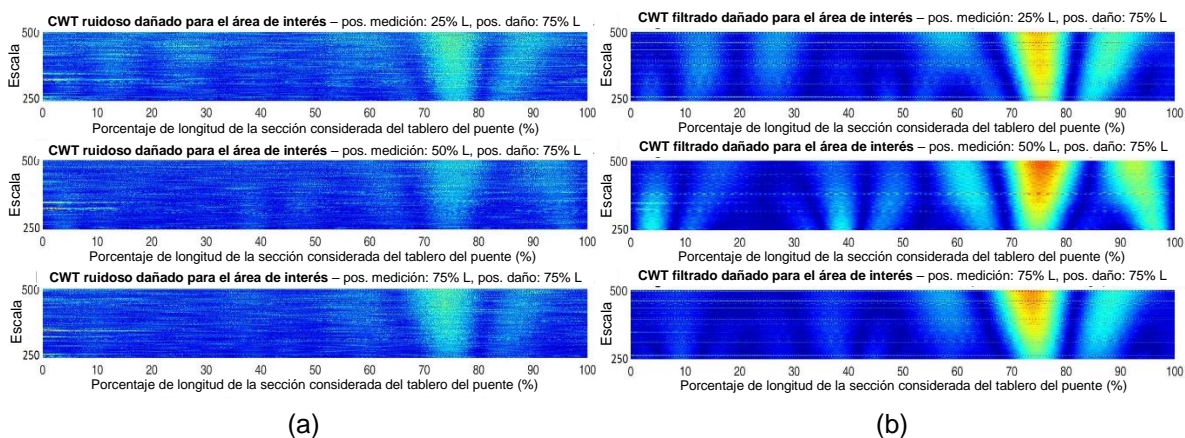 CWT ruidoso dañado para el área de interés – pos. medición: 25% L, pos. daño: 75% L
500
Escala
250
0 10 20 30 40 50 60 70 80 90 100
Porcentaje de longitud de la sección considerada del tablero del puente (%)
CWT ruidoso dañado para el área de interés – pos. medición: 50% L, pos. daño: 75% L
500
Escala
250
0 10 20 30 40 50 60 70 80 90 100
Porcentaje de longitud de la sección considerada del tablero del puente (%)
CWT ruidoso dañado para el área de interés – pos. medición: 75% L, pos. daño: 75% L
500
Escala
250
0 10 20 30 40 50 60 70 80 90 100
Porcentaje de longitud de la sección considerada del tablero del puente (%)
(a)
CWT filtrado dañado para el área de interés – pos. medición: 25% L, pos. daño: 75% L
500
Escala
250
0 10 20 30 40 50 60 70 80 90 100
Porcentaje de longitud de la sección considerada del tablero del puente (%)
CWT filtrado dañado para el área de interés – pos. medición: 50% L, pos. daño: 75% L
500
Escala
250
0 10 20 30 40 50 60 70 80 90 100
Porcentaje de longitud de la sección considerada del tablero del puente (%)
CWT filtrado dañado para el área de interés – pos. medición: 75% L, pos. daño: 75% L
500
Escala
250
0 10 20 30 40 50 60 70 80 90 100
Porcentaje de longitud de la sección considerada del tablero del puente (%)
(b)